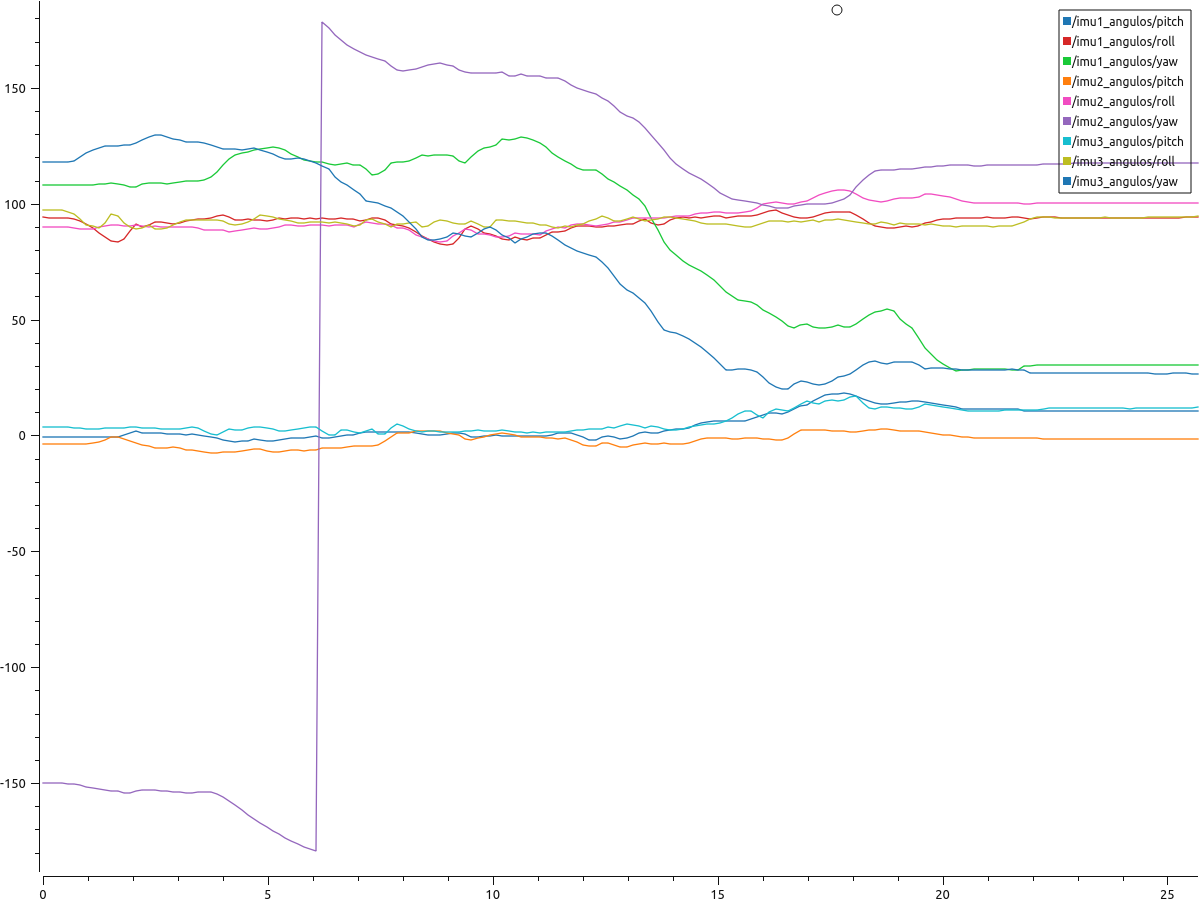 /imu1_angulos/pitch
/imu1_angulos/roll
/imu1_angulos/yaw
/imu2_angulos/pitch
/imu2_angulos/roll
/imu2_angulos/yaw
/imu3_angulos/pitch
/imu3_angulos/roll
/imu3_angulos/yaw
150
100
50
0
-50
-100
-150
0 5 10 15 20 25